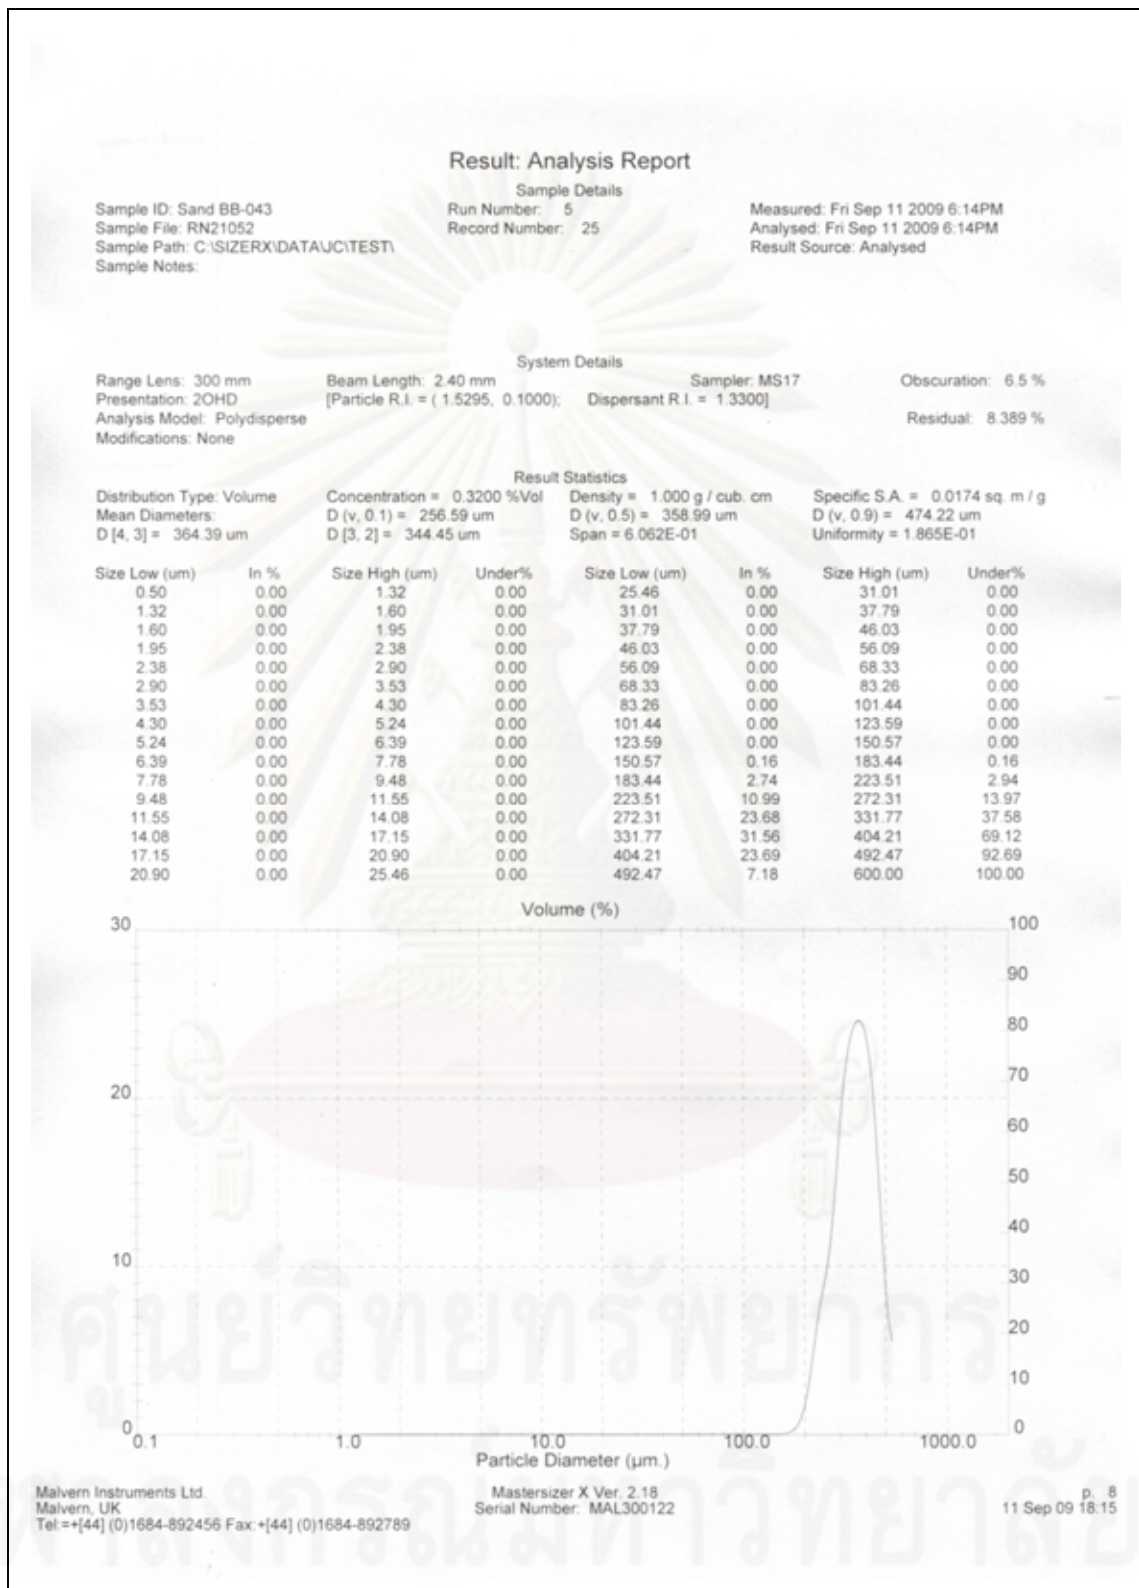 Result: Analysis Report
Sample Details
Sample ID: Sand BB-043 Run Number: 5 Measured: Fri Sep 11 2009 6:14PM
Sample File: RN21052 Record Number: 25 Analysed: Fri Sep 11 2009 6:14PM
Sample Path: C:\SIZERX\DATA\JC\TEST\ Result Source: Analysed
Sample Notes:
System Details
Range Lens: 300 mm Beam Length: 2.40 mm Sampler: MS17 Obscuration: 6.5 %
Presentation: 2OHD [Particle R.I. = ( 1.5295, 0.1000); Dispersant R.I. = 1.3300]
Analysis Model: Polydisperse Residual: 8.389 %
Modifications: None
Result Statistics
Distribution Type: Volume Concentration = 0.3200 %Vol Density = 1.000 g / cub. cm Specific S.A. = 0.0174 sq. m / g
Mean Diameters: D (v, 0.1) = 256.59 um D (v, 0.5) = 358.99 um D (v, 0.9) = 474.22 um
D [4, 3] = 364.39 um D [3, 2] = 344.45 um Span = 6.062E-01 Uniformity = 1.865E-01
Size Low (um) In % Size High (um) Under% Size Low (um) In % Size High (um) Under%
0.50 0.00 1.32 0.00 25.46 0.00 31.01 0.00
1.32 0.00 1.60 0.00 31.01 0.00 37.79 0.00
1.60 0.00 1.95 0.00 37.79 0.00 46.03 0.00
1.95 0.00 2.38 0.00 46.03 0.00 56.09 0.00
2.38 0.00 2.90 0.00 56.09 0.00 68.33 0.00
2.90 0.00 3.53 0.00 68.33 0.00 83.26 0.00
3.53 0.00 4.30 0.00 83.26 0.00 101.44 0.00
4.30 0.00 5.24 0.00 101.44 0.00 123.59 0.00
5.24 0.00 6.39 0.00 123.59 0.00 150.57 0.00
6.39 0.00 7.78 0.00 150.57 0.16 183.44 0.16
7.78 0.00 9.48 0.00 183.44 2.74 223.51 2.94
9.48 0.00 11.55 0.00 223.51 10.99 272.31 13.97
11.55 0.00 14.08 0.00 272.31 23.68 331.77 37.58
14.08 0.00 17.15 0.00 331.77 31.56 404.21 69.12
17.15 0.00 20.90 0.00 404.21 23.69 492.47 92.69
20.90 0.00 25.46 0.00 492.47 7.18 600.00 100.00
Volume (%)
30 100
90
80
20 70
60
50
40
10 30
20
10
0 0
0.1 1.0 10.0 100.0 1000.0
Particle Diameter (µm.)
ศูนย์วิทยทรัพยากร
Malvern Instruments Ltd. Mastersizer X Ver. 2.18 p. 8
Malvern, UK Serial Number: MAL300122 11 Sep 09 18:15
Tel:=+[44] (0)1684-892456 Fax:+[44] (0)1684-892789
ฬาลงกรณ์มหาวิทยาลัย